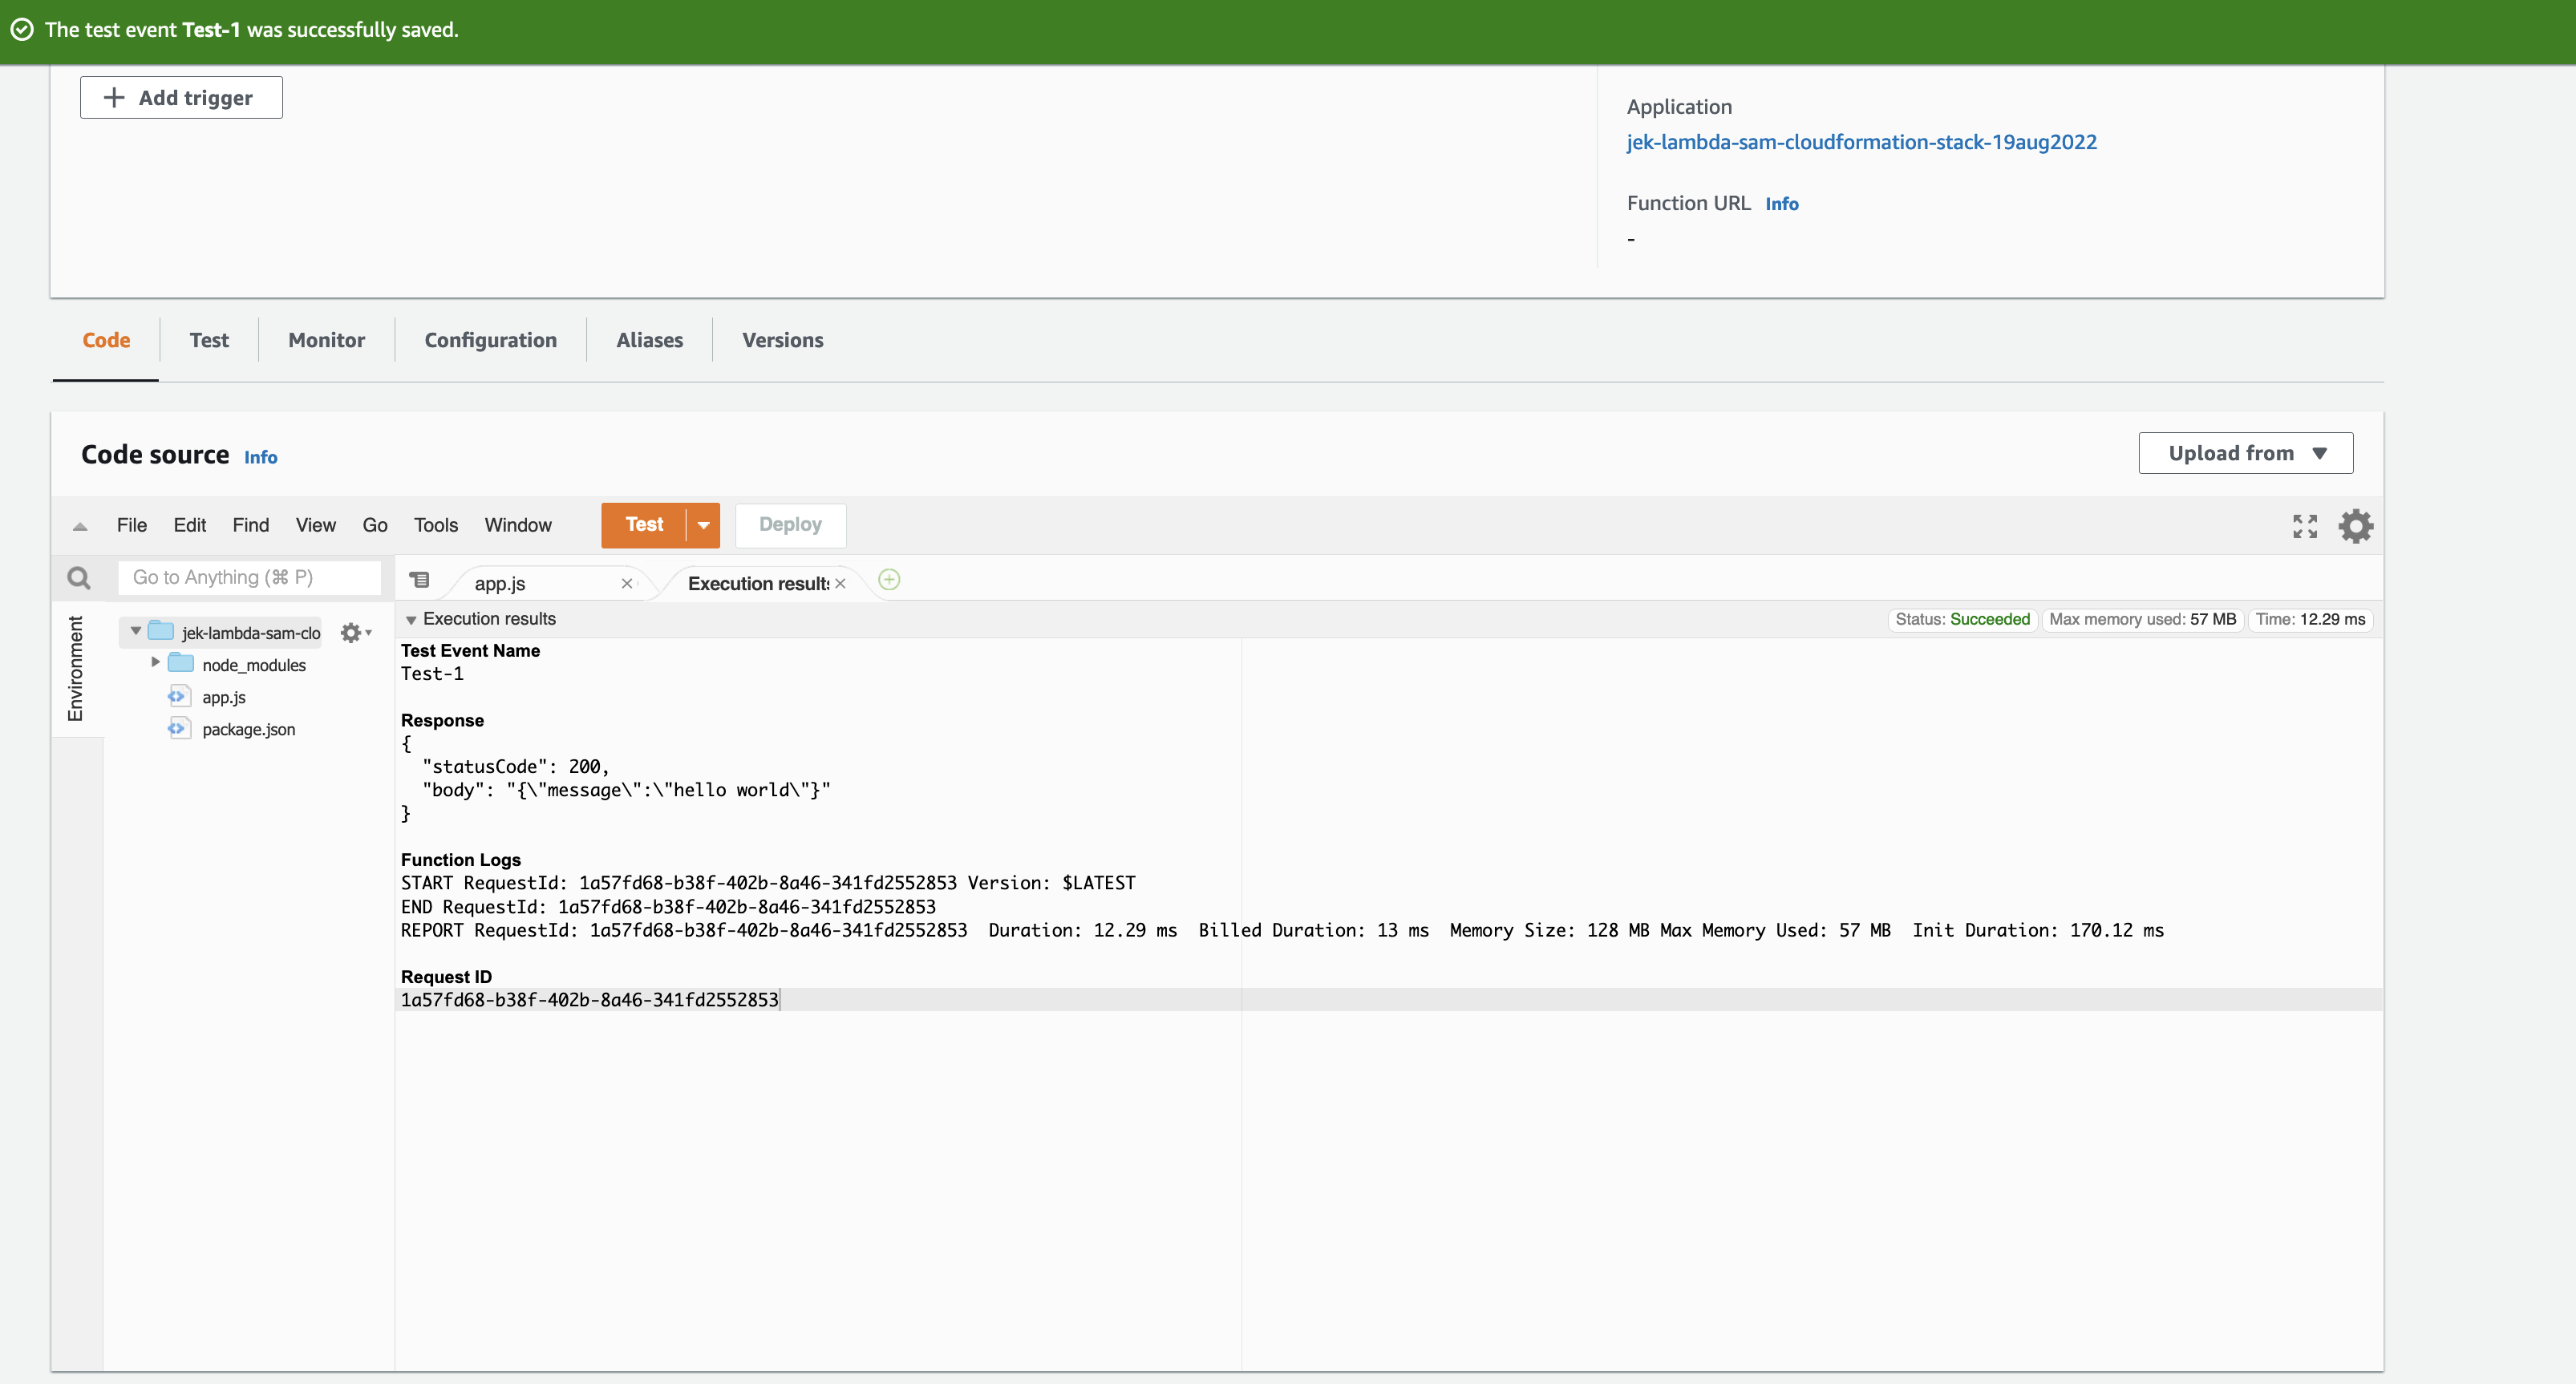 The test event Test-1 was successfully saved.
+ Add trigger
Application
jek-lambda-sam-cloudformation-stack-19aug2022
Function URL Info
-
Code Test Monitor Configuration Aliases Versions
Code source Info
Upload from
File Edit Find View Go Tools Window Test Deploy
Go to Anything (⌘ P)
app.js Execution results
Environment
Execution results
Status: Succeeded Max memory used: 57 MB Time: 12.29 ms
jek-lambda-sam-clo
node_modules
app.js
package.json
Test Event Name
Test-1
Response
{
"statusCode": 200,
"body": "{\"message\":\"hello world\"}"
}
Function Logs
START RequestId: 1a57fd68-b38f-402b-8a46-341fd2552853 Version: $LATEST
END RequestId: 1a57fd68-b38f-402b-8a46-341fd2552853
REPORT RequestId: 1a57fd68-b38f-402b-8a46-341fd2552853 Duration: 12.29 ms Billed Duration: 13 ms Memory Size: 128 MB Max Memory Used: 57 MB Init Duration: 170.12 ms
Request ID
1a57fd68-b38f-402b-8a46-341fd2552853